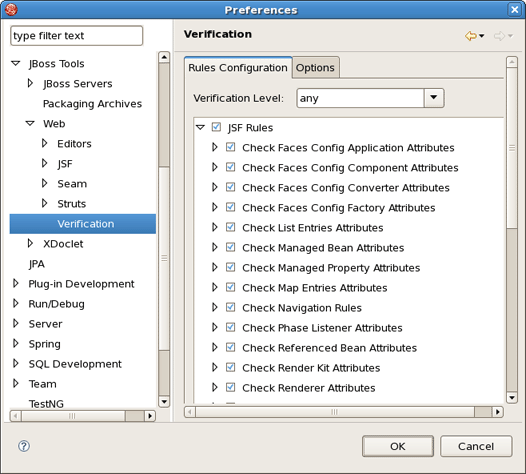 Preferences
type filter text
JBoss Tools
JBoss Servers
Packaging Archives
Web
Editors
JSF
Seam
Struts
Verification
XDoclet
JPA
Plug-in Development
Run/Debug
Server
Spring
SQL Development
Team
TestNG
Verification
Rules Configuration Options
Verification Level: any
JSF Rules
Check Faces Config Application Attributes
Check Faces Config Component Attributes
Check Faces Config Converter Attributes
Check Faces Config Factory Attributes
Check List Entries Attributes
Check Managed Bean Attributes
Check Managed Property Attributes
Check Map Entries Attributes
Check Navigation Rules
Check Phase Listener Attributes
Check Referenced Bean Attributes
Check Render Kit Attributes
Check Renderer Attributes
? OK Cancel